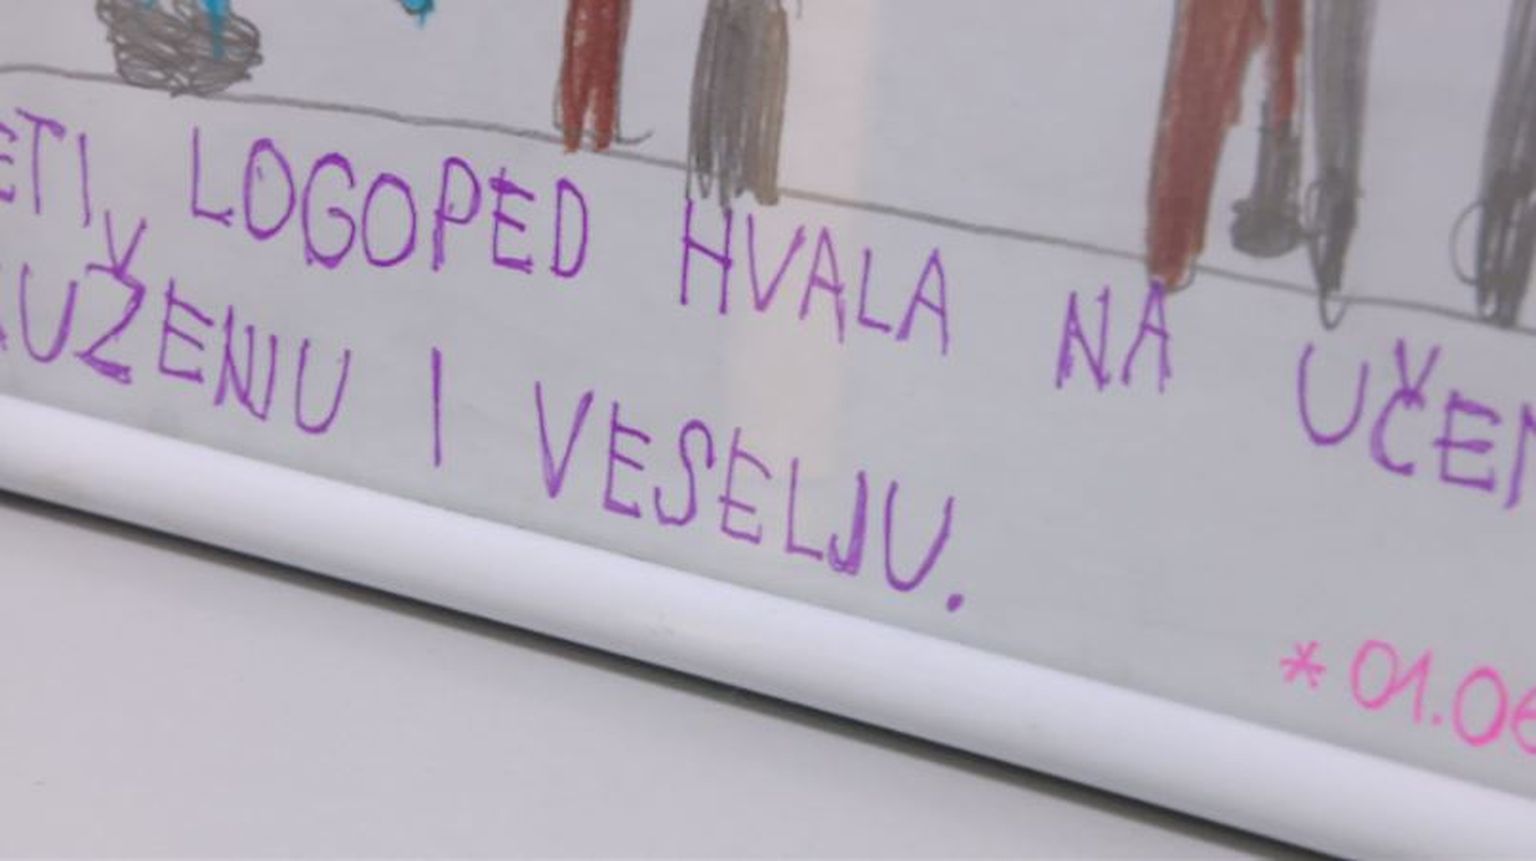 ETI, LOGOPED HVALA NA UČEN
UŽENJU I VESELJU.
* 01.06